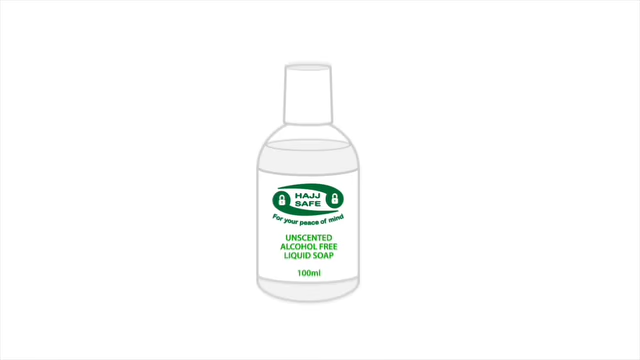 HAJJ
SAFE
For your peace of mind
UNSCENTED
ALCOHOL FREE
LIQUID SOAP
100ml